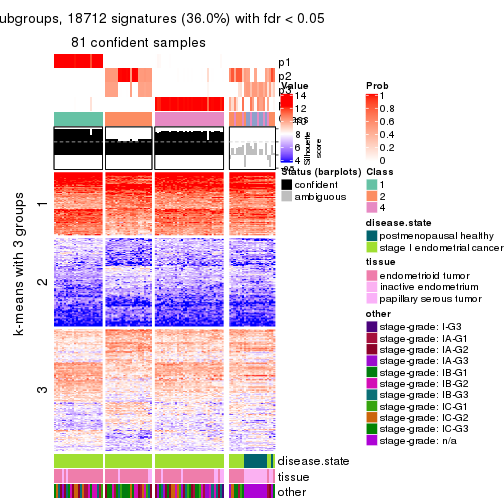 ubgroups, 18712 signatures (36.0%) with fdr < 0.05
81 confident samples
p1
p2
p3
Value
14
12
10
8
6
4
Prob
1
0.8
0.6
0.4
0.2
0
Silhouette
score
Status (barplots)
confident
ambiguous
Class
1
2
4
disease.state
postmenopausal healthy
stage I endometrial cancer
tissue
endometrioid tumor
inactive endometrium
papillary serous tumor
other
stage-grade: I-G3
stage-grade: IA-G1
stage-grade: IA-G2
stage-grade: IA-G3
stage-grade: IB-G1
stage-grade: IB-G2
stage-grade: IB-G3
stage-grade: IC-G1
stage-grade: IC-G2
stage-grade: IC-G3
stage-grade: n/a
k-means with 3 groups
1
2
3
disease.state
tissue
other